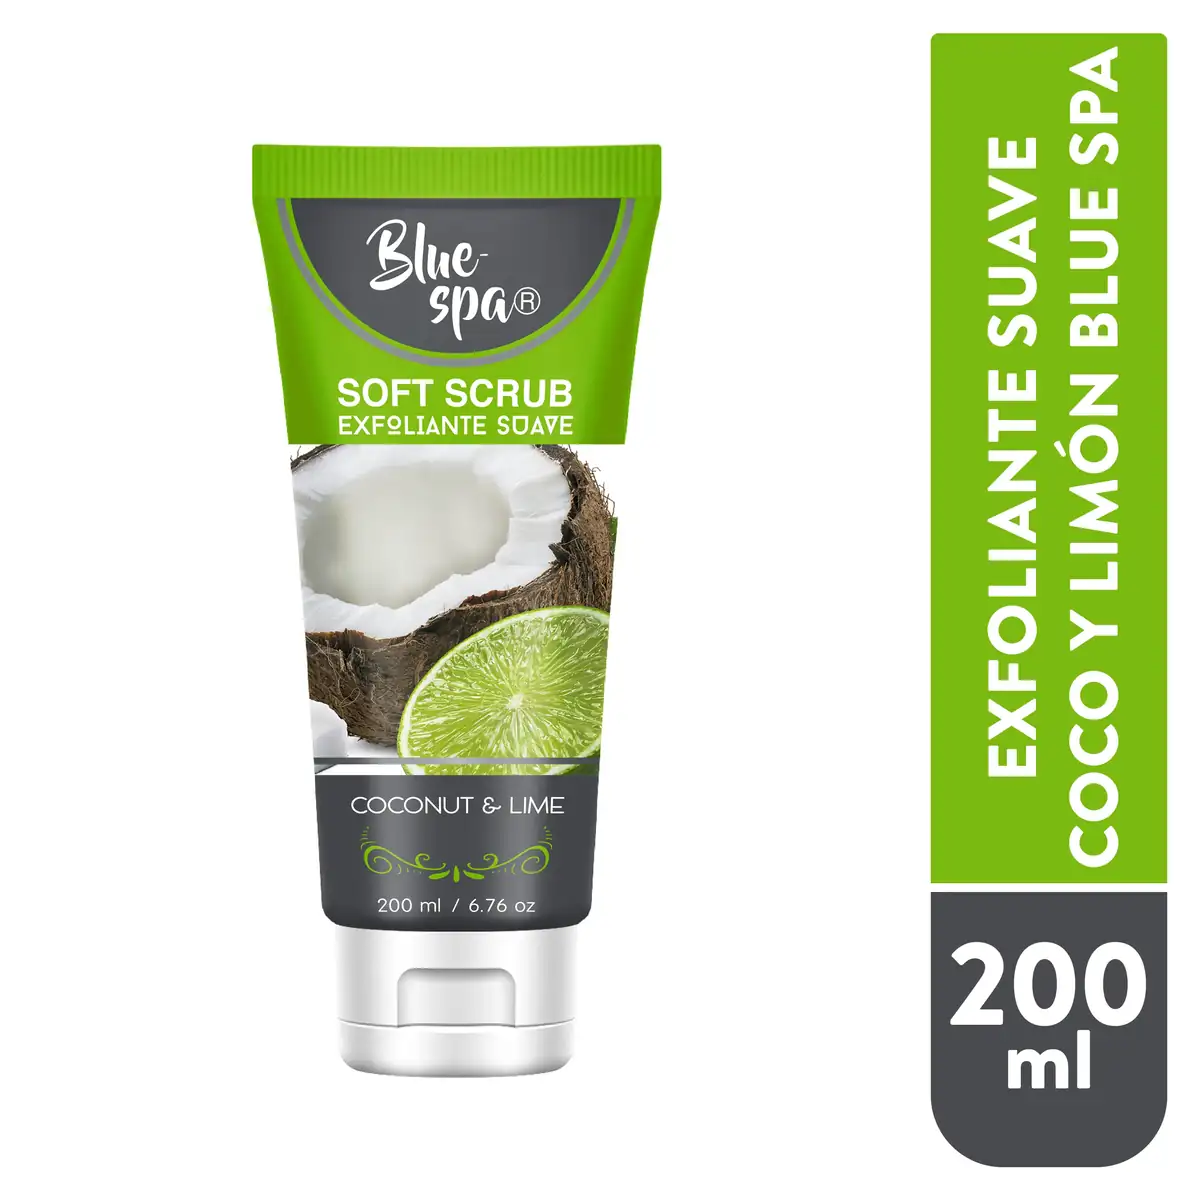 Blue-
spa®
SOFT SCRUB
EXFOLIANTE SUAVE
COCONUT & LIME
200 ml / 6.76 oz
EXFOLIANTE SUAVE
COCO Y LIMÓN BLUE SPA
200
ml